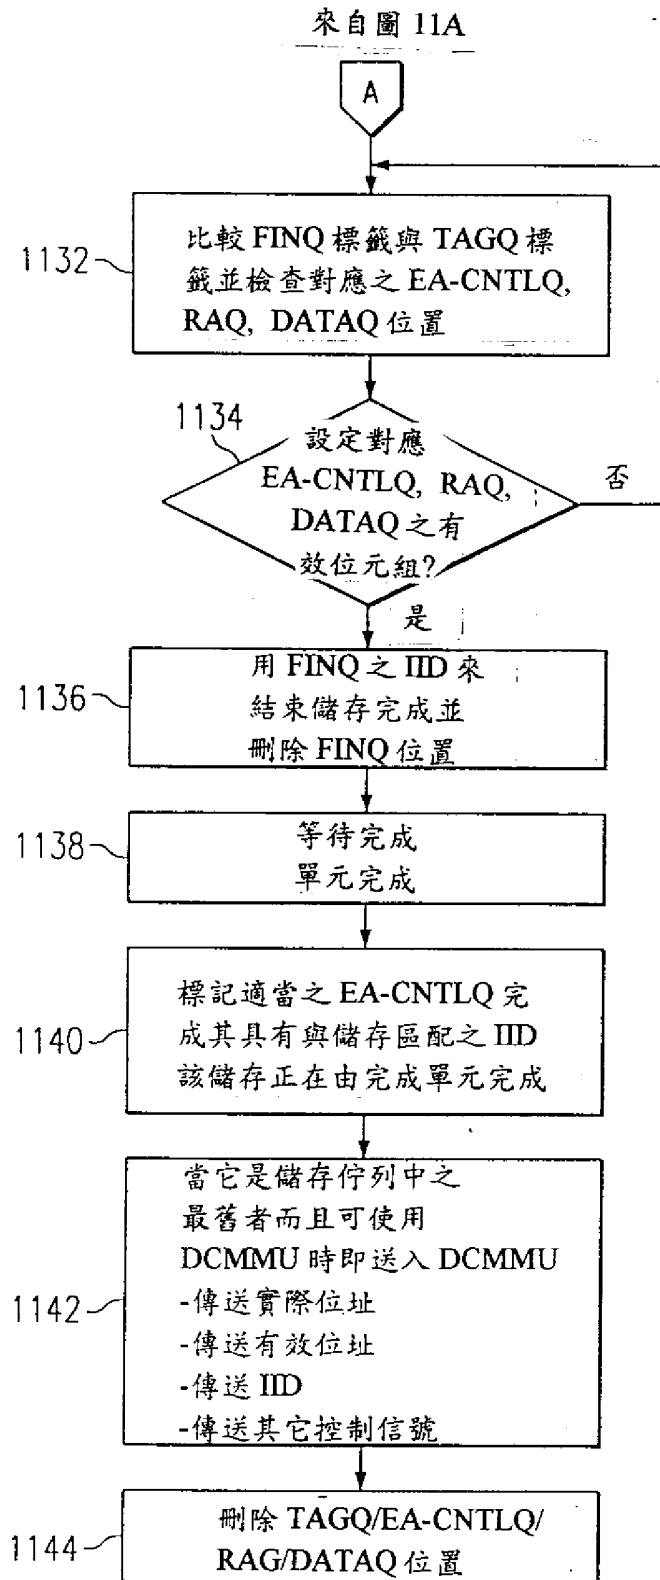 來自圖 11A
A
1132
比較 FINQ 標籤與 TAGQ 標
籤並檢查對應之 EA-CNTLQ,
RAQ, DATAQ 位置
1134
設定對應
EA-CNTLQ, RAQ,
DATAQ 之有
效位元組?
否
是
1136
用 FINQ 之 IID 來
結束儲存完成並
刪除 FINQ 位置
1138
等待完成
單元完成
1140
標記適當之 EA-CNTLQ 完
成其具有與儲存區配之 IID
該儲存正在由完成單元完成
1142
當它是儲存佇列中之
最舊者而且可使用
DCMMU 時即送入 DCMMU
-傳送實際位址
-傳送有效位址
-傳送 IID
-傳送其它控制信號
1144
刪除 TAGQ/EA-CNTLQ/
RAG/DATAQ 位置